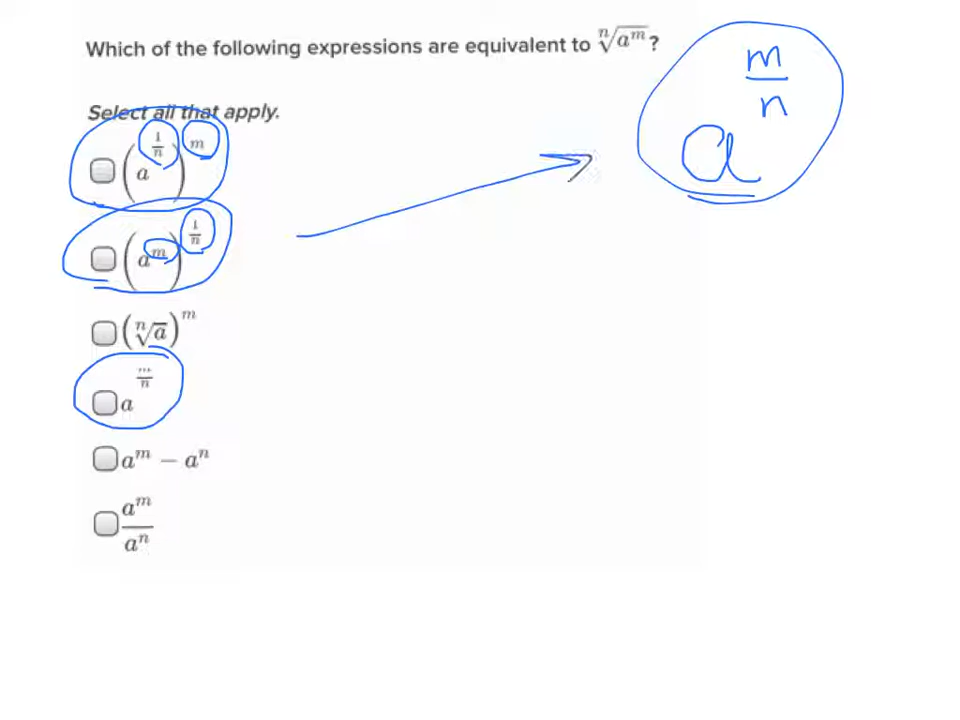 Which of the following expressions are equivalent to ⁿ√aᵐ?
m
n
a
Select all that apply.
(a^(1/n))^m
(a^m)^(1/n)
(ⁿ√a)^m
a^(m/n)
a^m − a^n
a^m
a^n